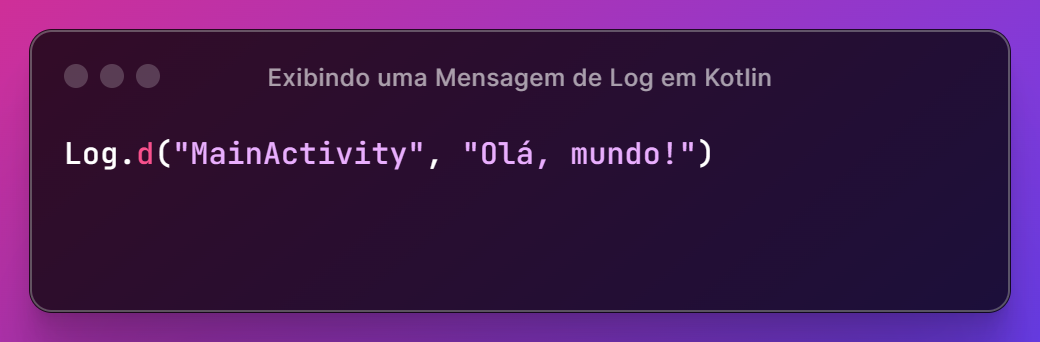 Exibindo uma Mensagem de Log em Kotlin
Log.d("MainActivity", "Olá, mundo!")